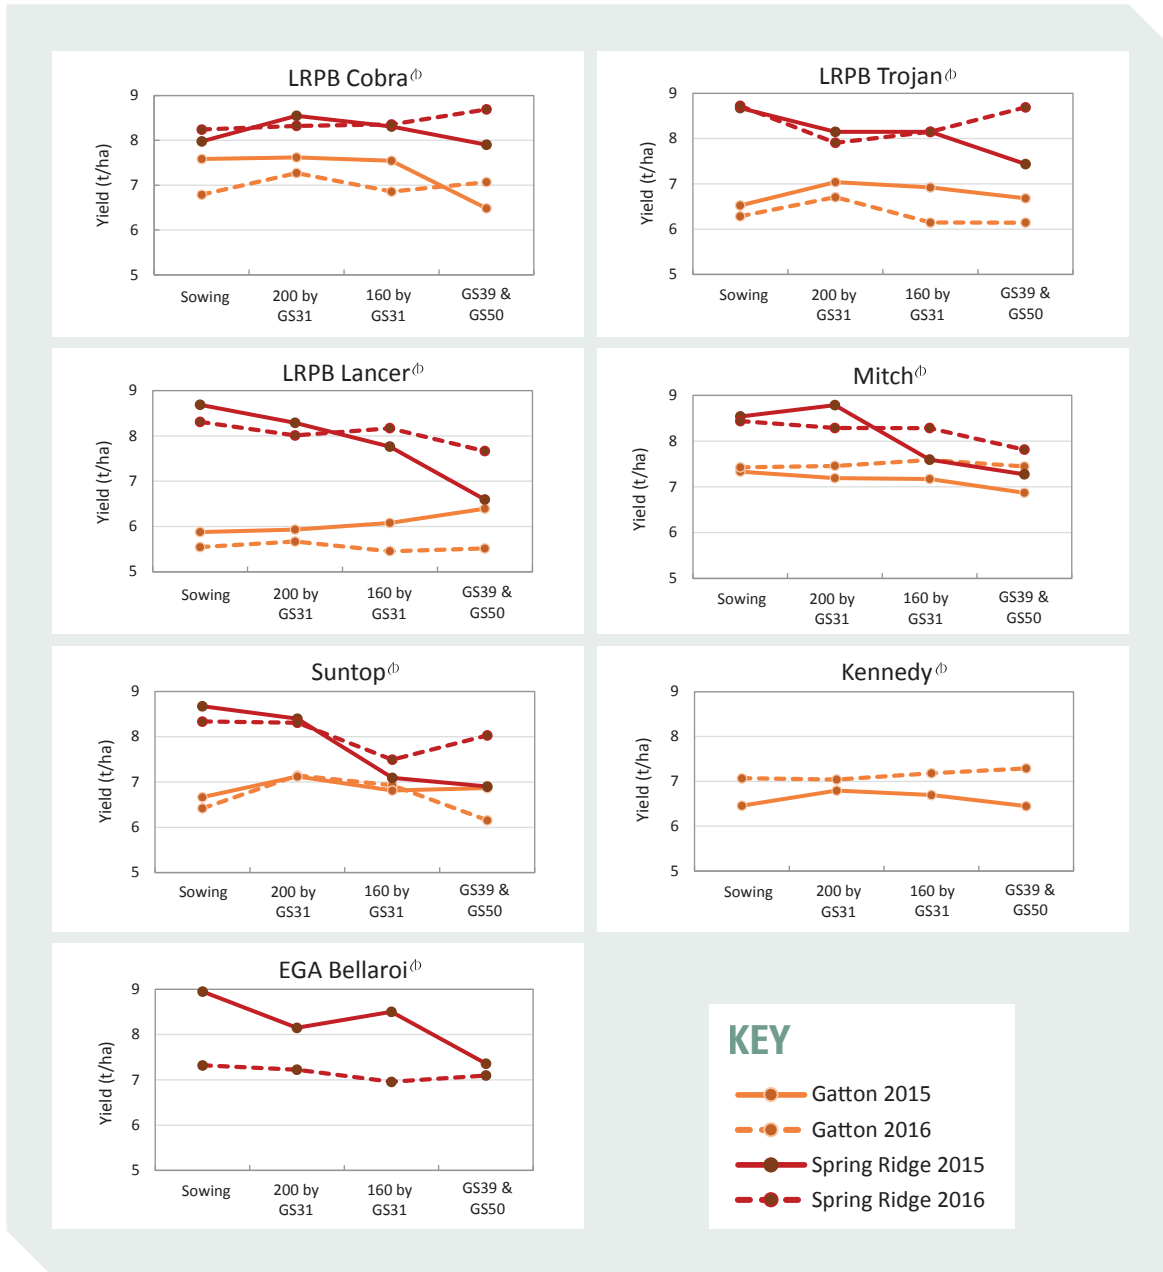 LRPB Cobra
Yield (t/ha)
9
8
7
6
5
Sowing
200 by
GS31
160 by
GS31
GS39 &
GS50
LRPB Trojan
Yield (t/ha)
9
8
7
6
5
Sowing
200 by
GS31
160 by
GS31
GS39 &
GS50
LRPB Lancer
Yield (t/ha)
9
8
7
6
5
Sowing
200 by
GS31
160 by
GS31
GS39 &
GS50
Mitch
Yield (t/ha)
9
8
7
6
5
Sowing
200 by
GS31
160 by
GS31
GS39 &
GS50
Suntop
Yield (t/ha)
9
8
7
6
5
Sowing
200 by
GS31
160 by
GS31
GS39 &
GS50
Kennedy
Yield (t/ha)
9
8
7
6
5
Sowing
200 by
GS31
160 by
GS31
GS39 &
GS50
EGA Bellaroi
Yield (t/ha)
9
8
7
6
5
Sowing
200 by
GS31
160 by
GS31
GS39 &
GS50
KEY
Gatton 2015
Gatton 2016
Spring Ridge 2015
Spring Ridge 2016